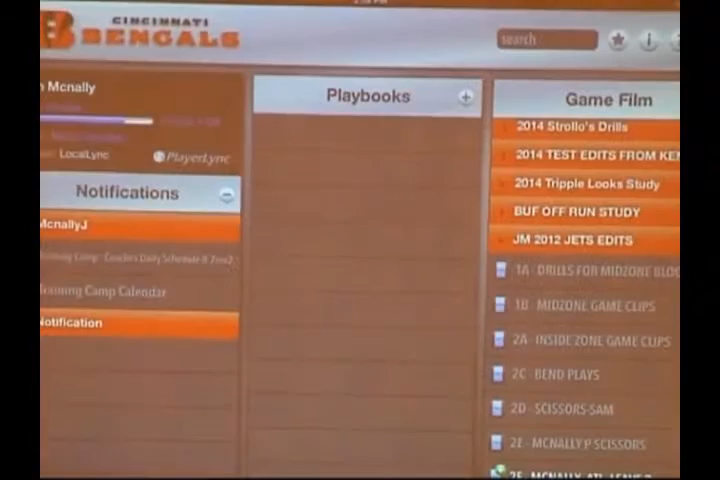 CINCINNATI
BENGALS
search
Mcnally
LocalLync
PlayerLync
Notifications
McnallyJ
Training Camp Calendar
Notification
Playbooks
Game Film
2014 Strollo's Drills
2014 TEST EDITS FROM KEN
2014 Tripple Looks Study
BUF OFF RUN STUDY
JM 2012 JETS EDITS
1A - DRILLS FOR MIDZONE BLOC
1B - MIDZONE GAME CLIPS
2A - INSIDE ZONE GAME CLIPS
2C - BEND PLAYS
2D - SCISSORS-SAM
2E - MCNALLY P SCISSORS